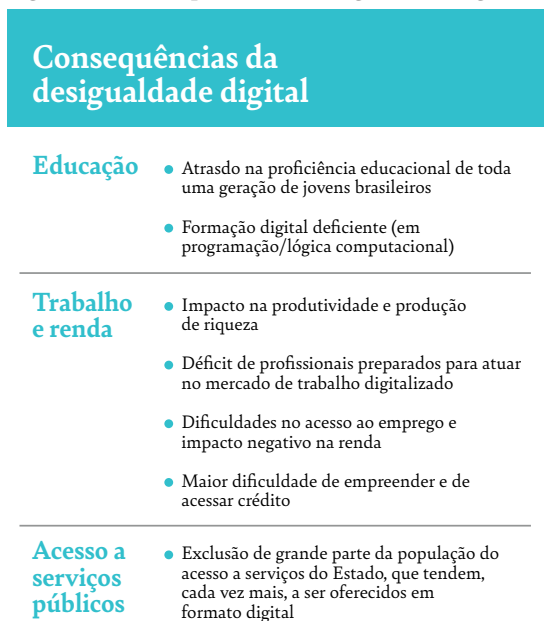 Consequências da
desigualdade digital
Educação
Atrasdo na proficiência educacional de toda
uma geração de jovens brasileiros
Formação digital deficiente (em
programação/lógica computacional)
Trabalho
e renda
Impacto na produtividade e produção
de riqueza
Déficit de profissionais preparados para atuar
no mercado de trabalho digitalizado
Dificuldades no acesso ao emprego e
impacto negativo na renda
Maior dificuldade de empreender e de
acessar crédito
Acesso a
serviços
públicos
Exclusão de grande parte da população do
acesso a serviços do Estado, que tendem,
cada vez mais, a ser oferecidos em
formato digital